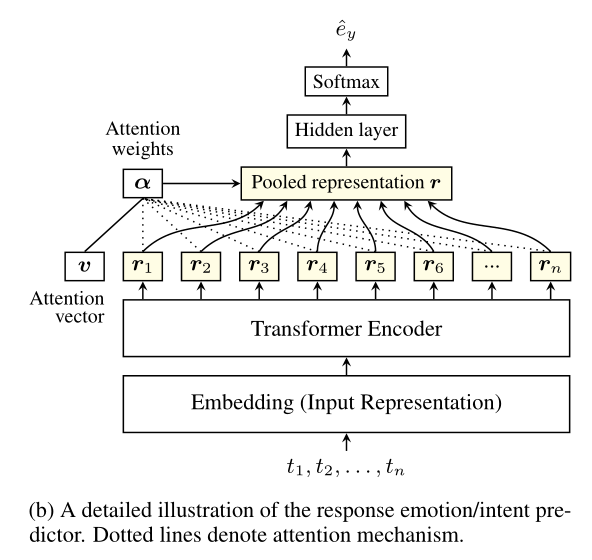 ê_y
Softmax
Hidden layer
Attention
weights
α
Pooled representation r
v
r_1
r_2
r_3
r_4
r_5
r_6
...
r_n
Attention
vector
Transformer Encoder
Embedding (Input Representation)
t_1, t_2, . . . , t_n
(b) A detailed illustration of the response emotion/intent pre-
dictor. Dotted lines denote attention mechanism.